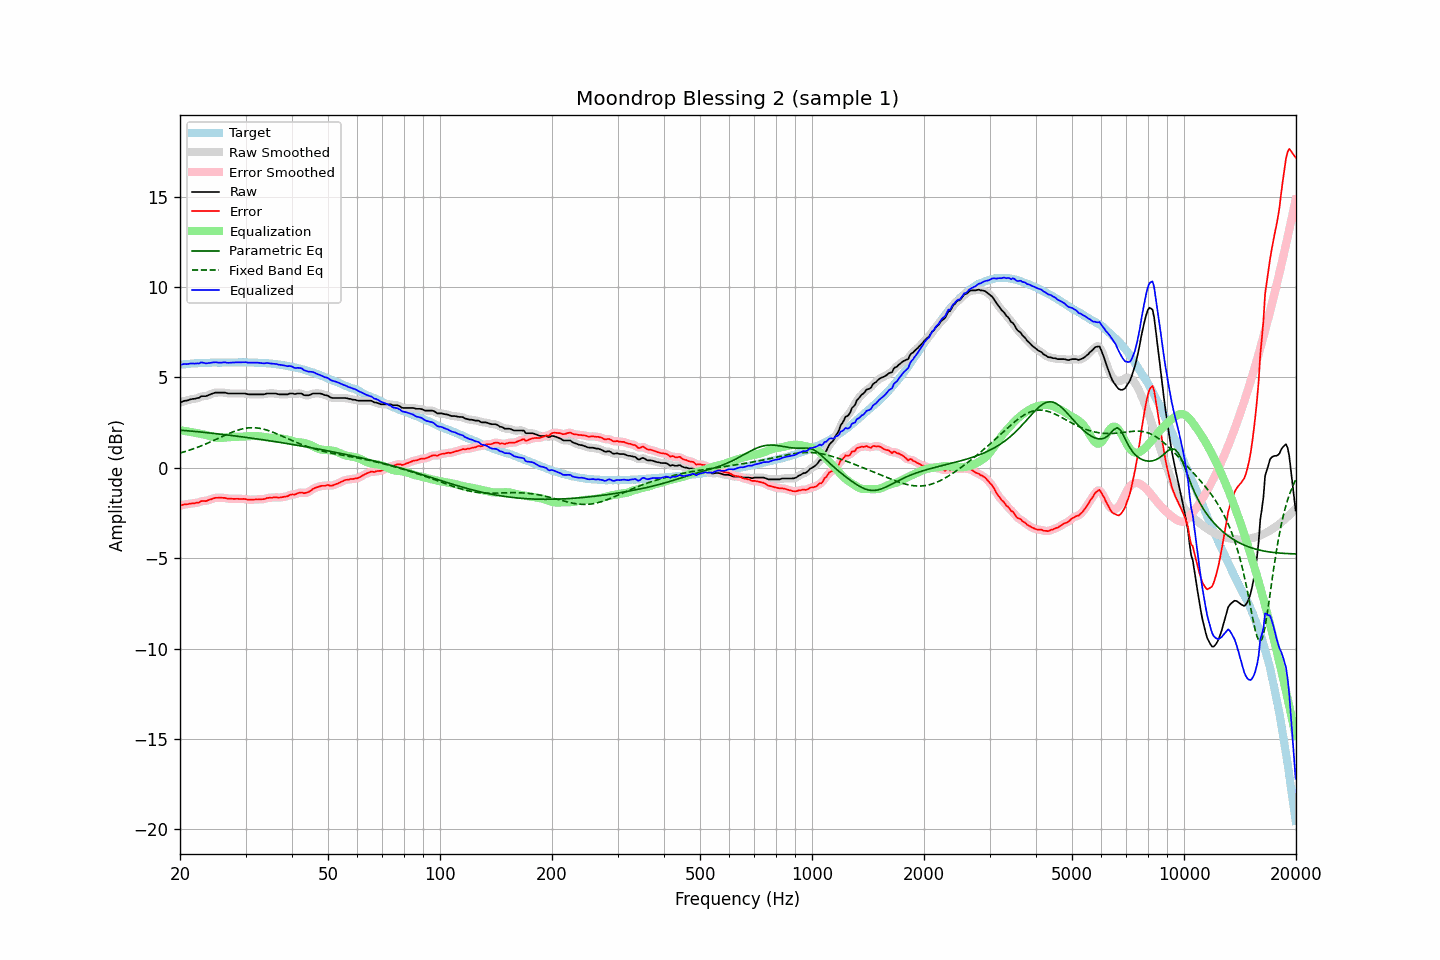 Moondrop Blessing 2 (sample 1)
Target
Raw Smoothed
Error Smoothed
Raw
Error
Equalization
Parametric Eq
Fixed Band Eq
Equalized
Amplitude (dBr)
15
10
5
0
−5
−10
−15
−20
20 50 100 200 500 1000 2000 5000 10000 20000
Frequency (Hz)